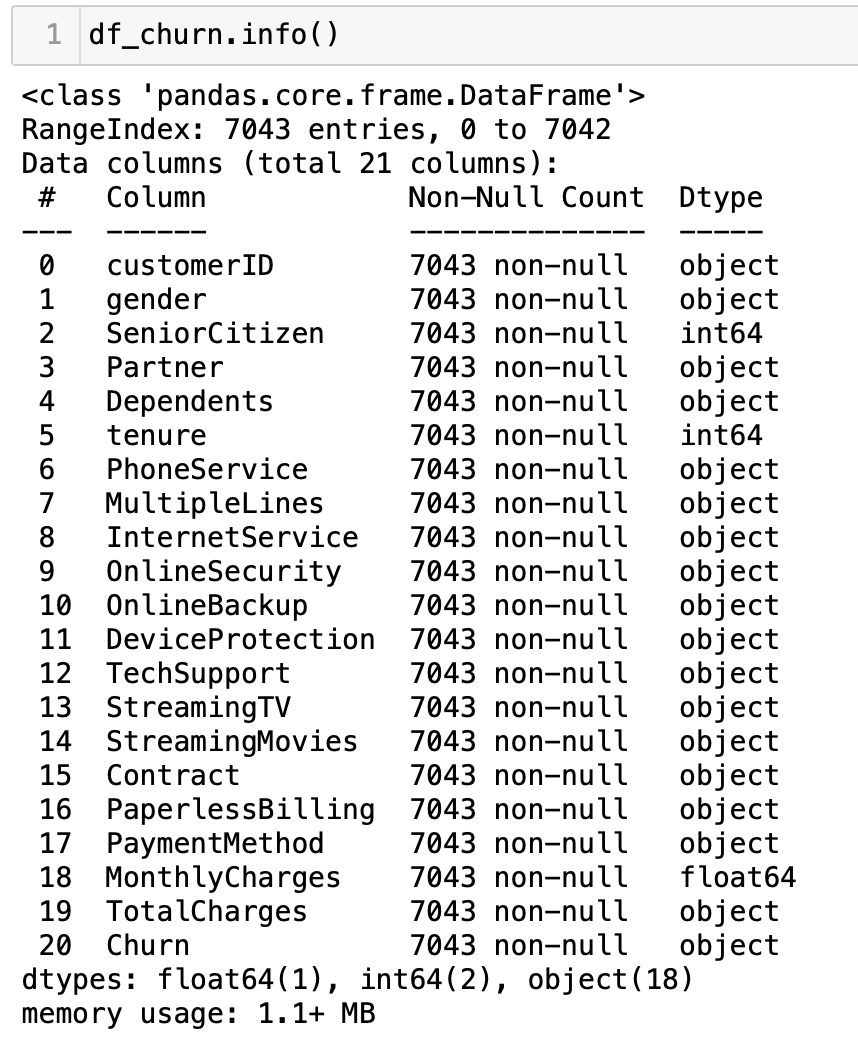 1 df_churn.info()
<class 'pandas.core.frame.DataFrame'>
RangeIndex: 7043 entries, 0 to 7042
Data columns (total 21 columns):
 #   Column            Non-Null Count  Dtype
---  ------            --------------  -----
 0   customerID        7043 non-null   object
 1   gender            7043 non-null   object
 2   SeniorCitizen     7043 non-null   int64
 3   Partner           7043 non-null   object
 4   Dependents        7043 non-null   object
 5   tenure            7043 non-null   int64
 6   PhoneService      7043 non-null   object
 7   MultipleLines     7043 non-null   object
 8   InternetService   7043 non-null   object
 9   OnlineSecurity    7043 non-null   object
 10  OnlineBackup      7043 non-null   object
 11  DeviceProtection  7043 non-null   object
 12  TechSupport       7043 non-null   object
 13  StreamingTV       7043 non-null   object
 14  StreamingMovies   7043 non-null   object
 15  Contract          7043 non-null   object
 16  PaperlessBilling  7043 non-null   object
 17  PaymentMethod     7043 non-null   object
 18  MonthlyCharges    7043 non-null   float64
 19  TotalCharges      7043 non-null   object
 20  Churn             7043 non-null   object
dtypes: float64(1), int64(2), object(18)
memory usage: 1.1+ MB